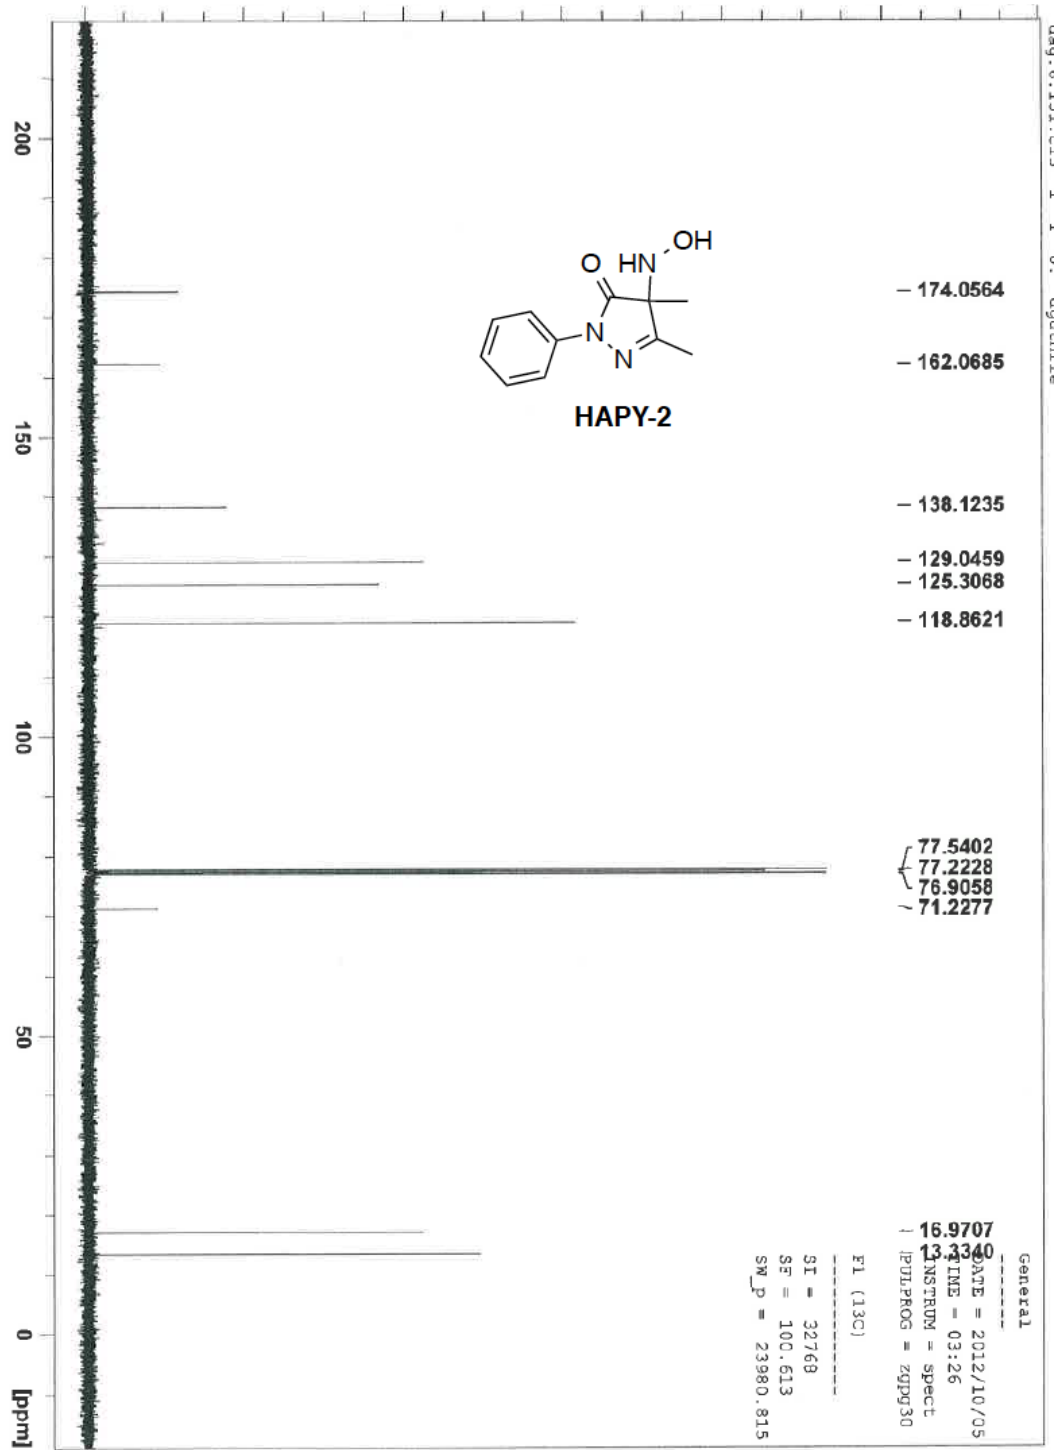 OH
O HN
N
N
HAPY-2
174.0564
162.0685
138.1235
129.0459
125.3068
118.8621
77.5402
77.2228
76.9058
71.2277
16.9707
13.3340
200
150
100
50
0
[ppm]
General
DATE = 2012/10/05
TIME = 03:26
INSTRUM = spect
PULPROG = zgpg30
F1 (13C)
SI = 32768
SF = 100.613
SW_p = 23980.815